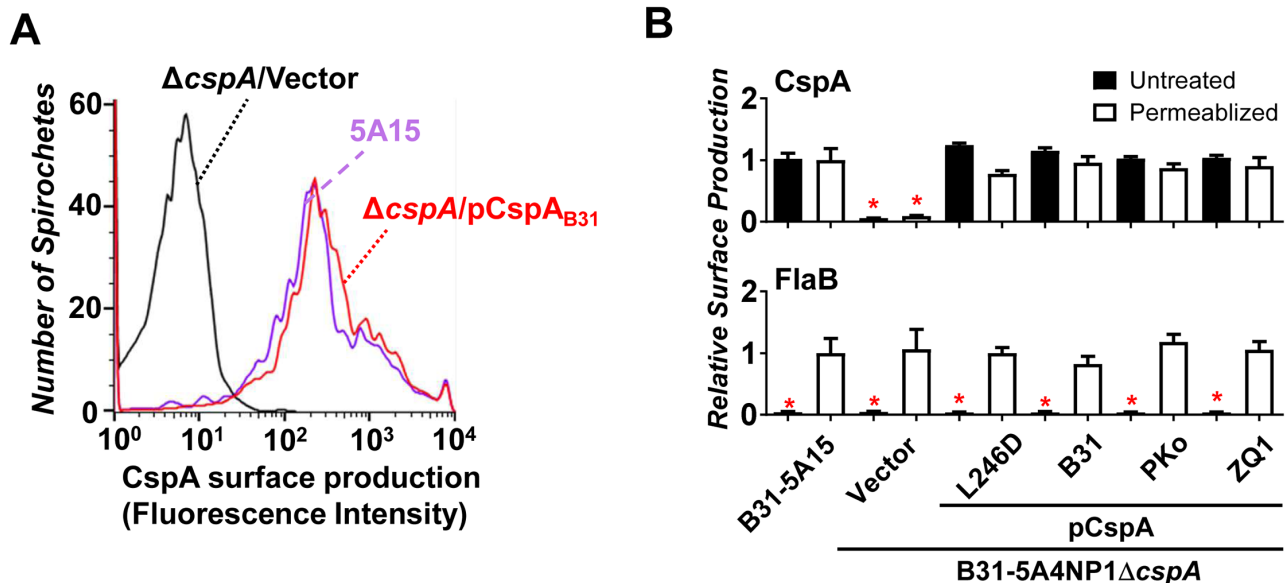 A
ΔcspA/Vector
5A15
ΔcspA/pCspAB31
Number of Spirochetes
60
40
20
0
10⁰ 10¹ 10² 10³ 10⁴
CspA surface production
(Fluorescence Intensity)
B
CspA
Untreated
Permeablized
Relative Surface Production
2
1
0
* *
FlaB
2
1
0
* * * * * *
B31-5A15
Vector
L246D
B31
PKo
ZQ1
pCspA
B31-5A4NP1ΔcspA